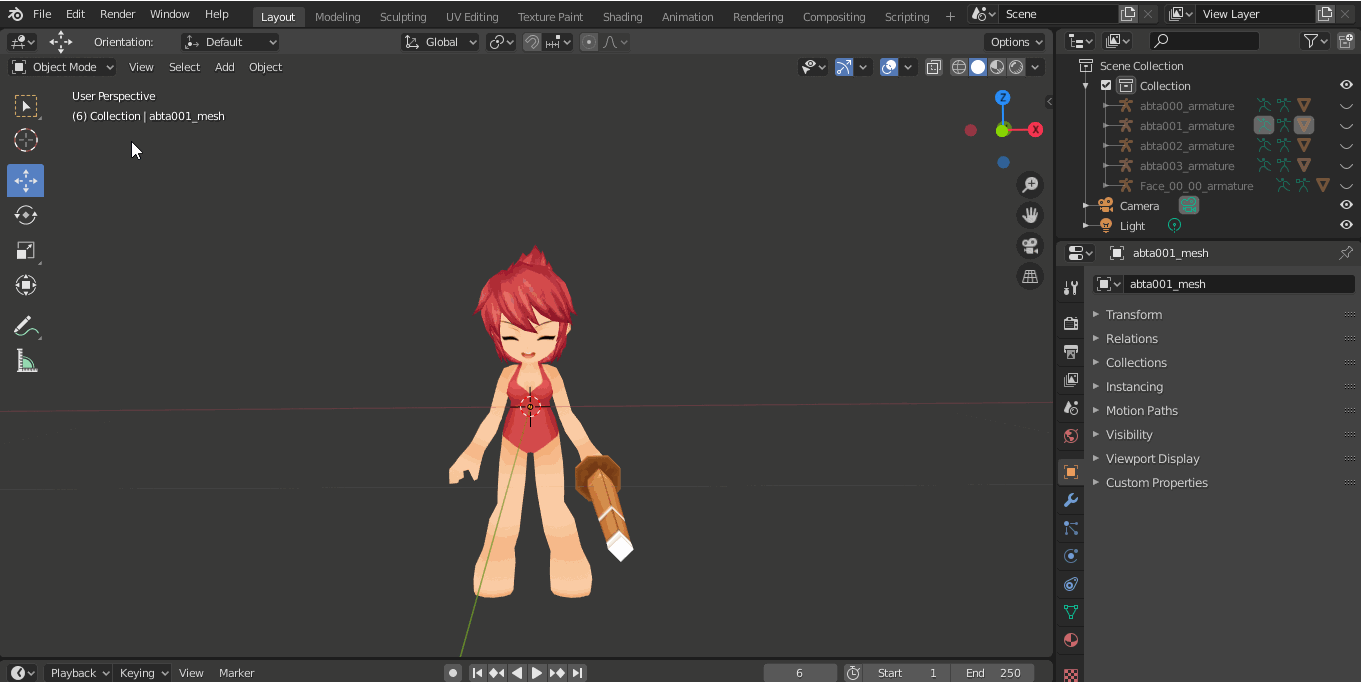 File Edit Render Window Help Layout Modeling Sculpting UV Editing Texture Paint Shading Animation Rendering Compositing Scripting + Scene View Layer
Orientation: Default Global Options
Object Mode View Select Add Object
User Perspective
(6) Collection | abta001_mesh
Z
X
Scene Collection
Collection
abta000_armature
abta001_armature
abta002_armature
abta003_armature
Face_00_00_armature
Camera
Light
abta001_mesh
abta001_mesh
Transform
Relations
Collections
Instancing
Motion Paths
Visibility
Viewport Display
Custom Properties
Playback Keying View Marker 6 Start 1 End 250